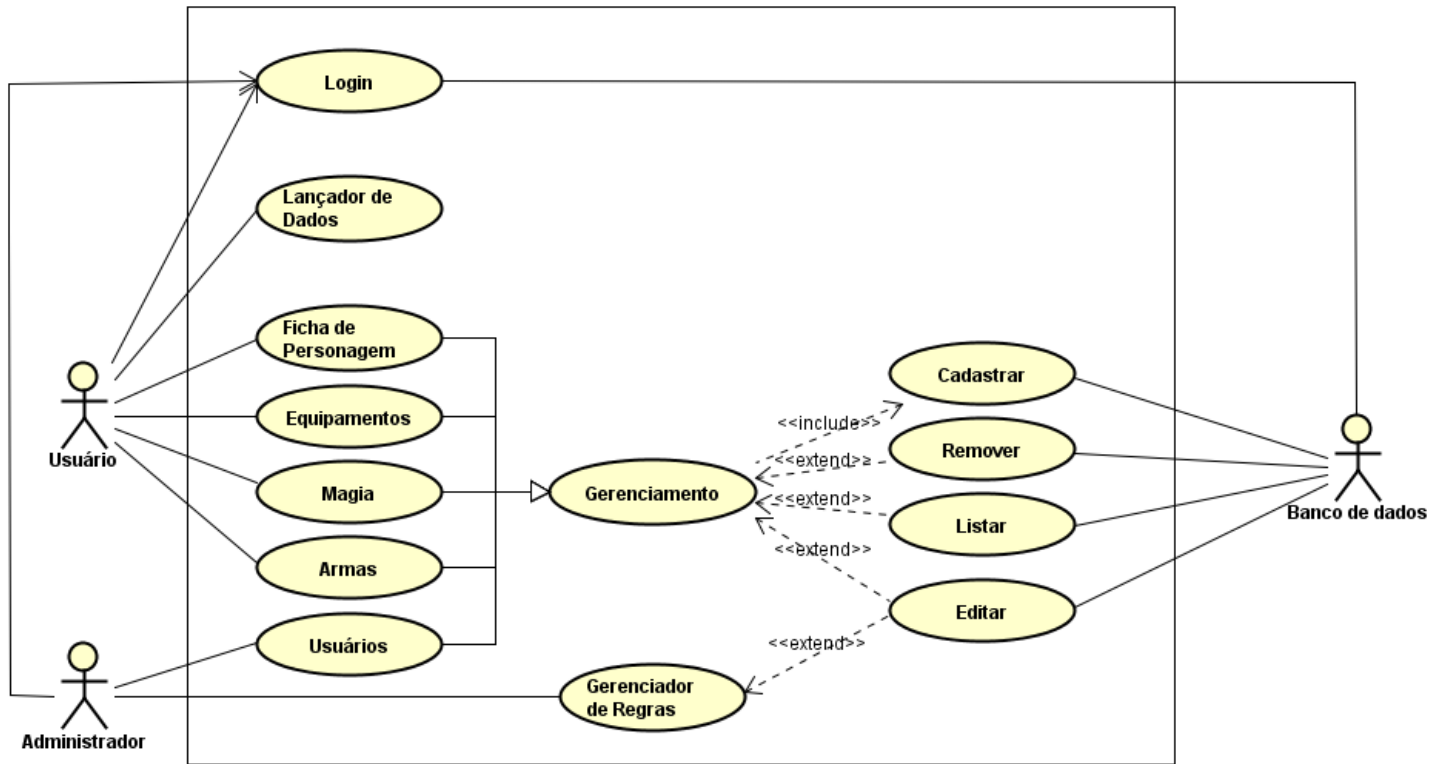 Login
Lançador de
Dados
Ficha de
Personagem
Cadastrar
<<include>>
Equipamentos
Remover
Usuário
<<extend>>
Magia
Gerenciamento
<<extend>>
Listar
Banco de dados
<<extend>>
Armas
Editar
Usuários
<<extend>>
Gerenciador
de Regras
Administrador